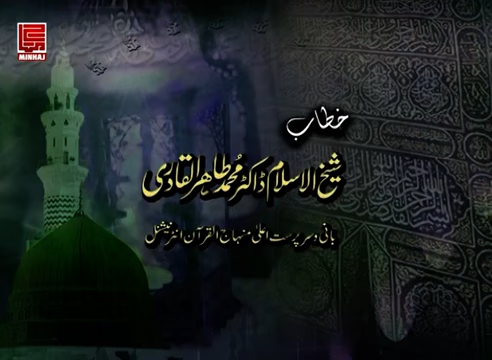 MINHAJ
خطاب
شیخ الاسلام ڈاکٹر محمد طاہر القادری
بانی و سرپرست اعلیٰ منہاج القرآن انٹرنیشنل